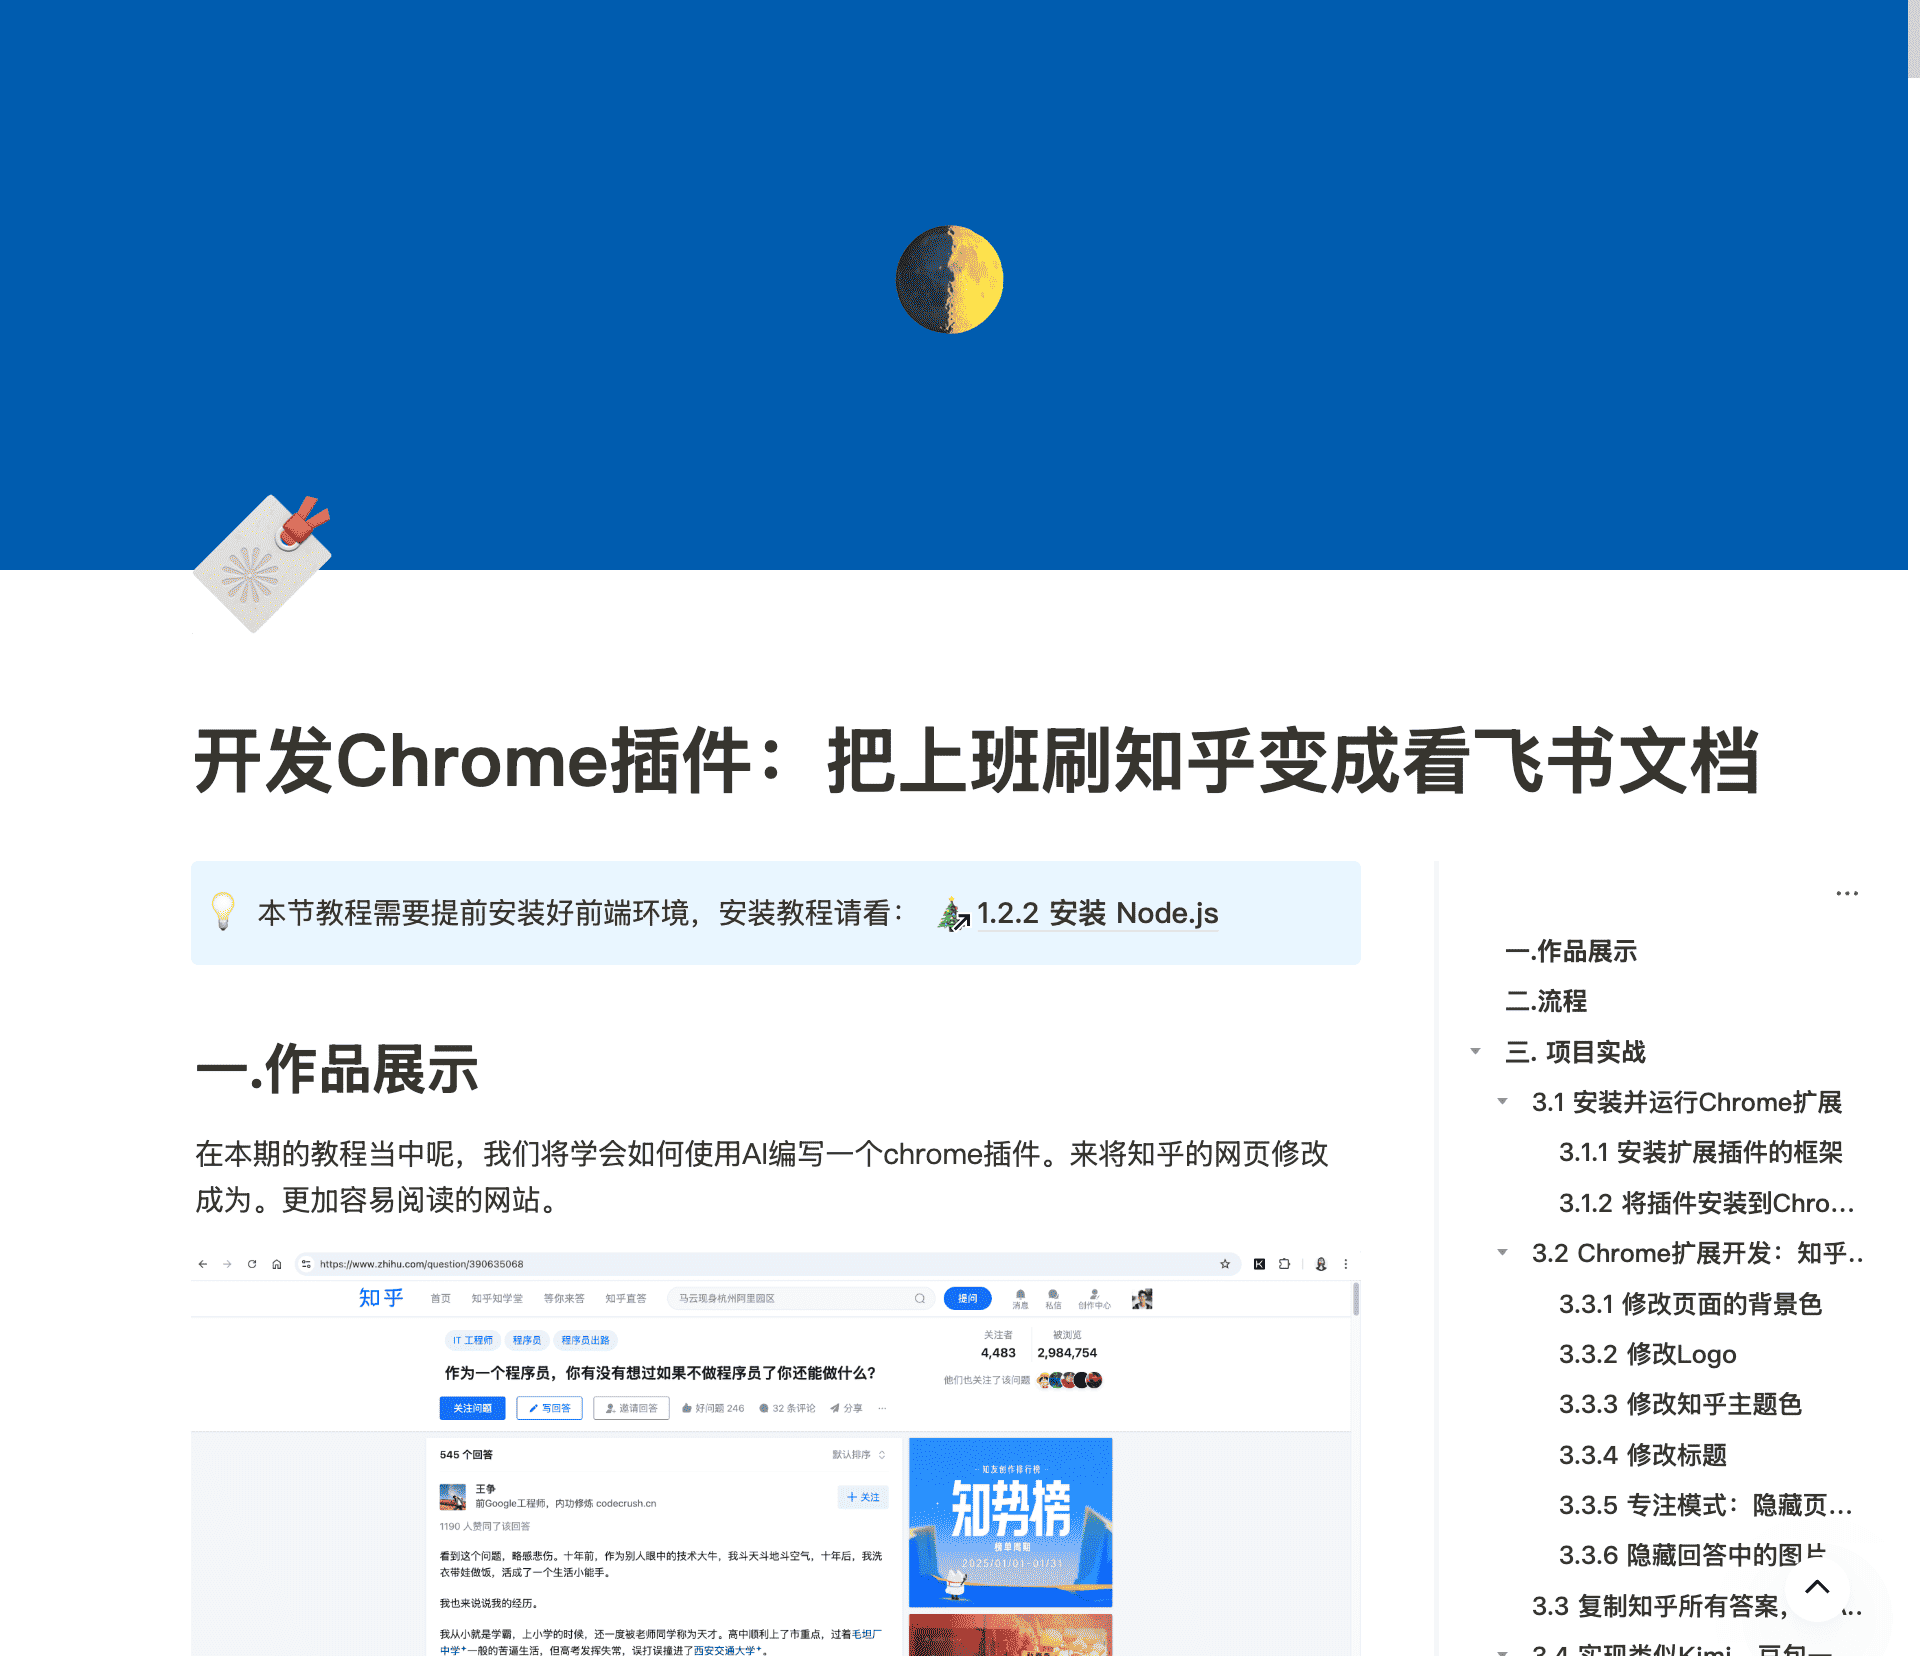 开发Chrome插件：把上班刷知乎变成看飞书文档
本节教程需要提前安装好前端环境，安装教程请看： 1.2.2 安装 Node.js
一.作品展示
在本期的教程当中呢，我们将学会如何使用AI编写一个chrome插件。来将知乎的网页修改
成为。更加容易阅读的网站。
https://www.zhihu.com/question/390635068
知乎 首页 知乎知学堂 等你来答 知乎直答 马云现身杭州阿里园区 提问 消息 私信 创作中心
IT 工程师 程序员 程序员出路
关注者 被浏览
4,483 2,984,754
作为一个程序员，你有没有想过如果不做程序员了你还能做什么？
他们也关注了该问题
关注问题 写回答 邀请回答 好问题 246 32 条评论 分享 ···
545 个回答 默认排序
王争
前Google工程师，内功修炼 codecrush.cn
+ 关注
1190 人赞同了该回答
看到这个问题，略感悲伤。十年前，作为别人眼中的技术大牛，我斗天斗地斗空气，十年后，我洗
衣带娃做饭，活成了一个生活小能手。
我也来说说我的经历。
我从小就是学霸，上小学的时候，还一度被老师同学称为天才。高中顺利上了市重点，过着毛坦厂
中学一般的苦逼生活，但高考发挥失常，误打误撞进了西安交通大学。
知友创作排行榜
知势榜
榜单周期
2025/01/01-01/31
···
一.作品展示
二.流程
三. 项目实战
3.1 安装并运行Chrome扩展
3.1.1 安装扩展插件的框架
3.1.2 将插件安装到Chro...
3.2 Chrome扩展开发：知乎..
3.3.1 修改页面的背景色
3.3.2 修改Logo
3.3.3 修改知乎主题色
3.3.4 修改标题
3.3.5 专注模式：隐藏页...
3.3.6 隐藏回答中的图片
3.3 复制知乎所有答案，
3.4 实现类似Kimi、豆包一